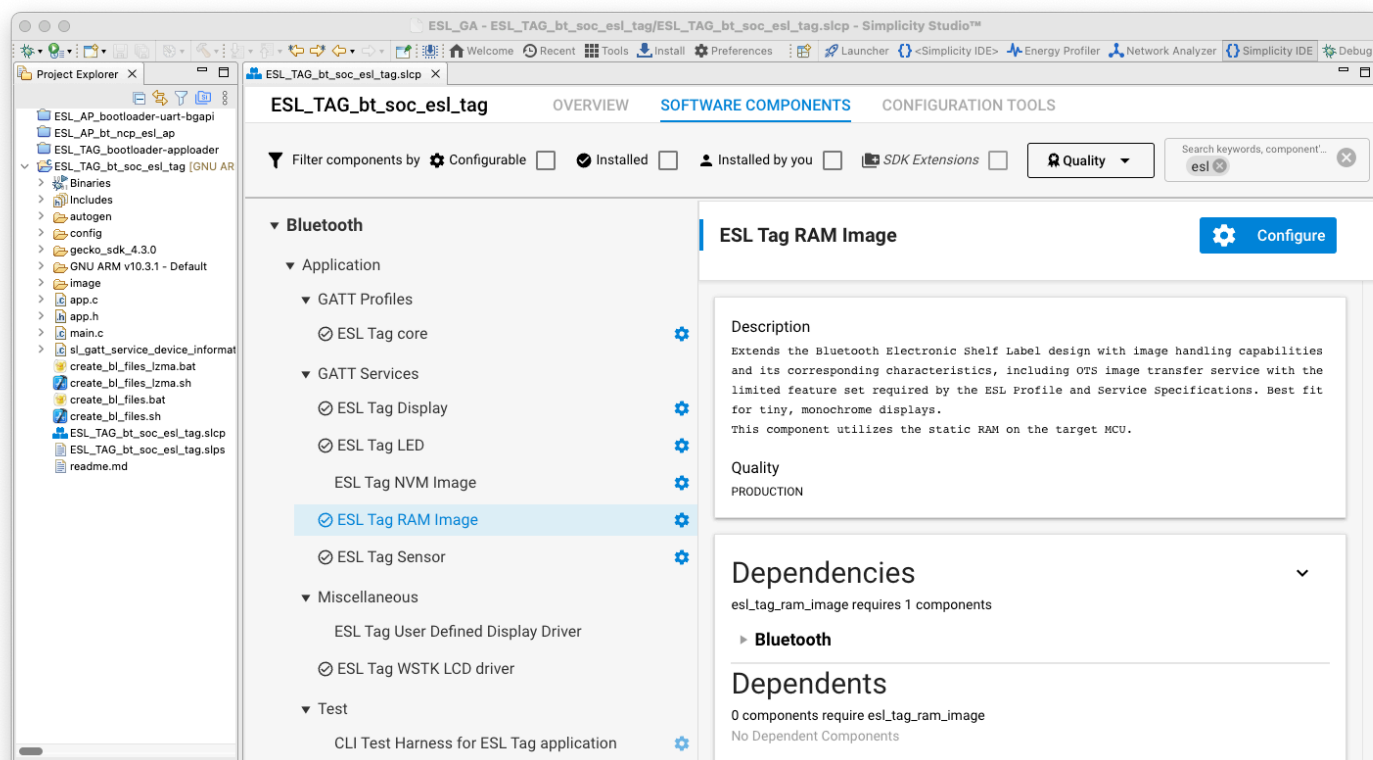 ESL_GA - ESL_TAG_bt_soc_esl_tag/ESL_TAG_bt_soc_esl_tag.slcp - Simplicity Studio™
Welcome Recent Tools Install Preferences Launcher <Simplicity IDE> Energy Profiler Network Analyzer Simplicity IDE Debug
Project Explorer
ESL_AP_bootloader-uart-bgapi
ESL_AP_bt_ncp_esl_ap
ESL_TAG_bootloader-apploader
ESL_TAG_bt_soc_esl_tag [GNU AR
Binaries
Includes
autogen
config
gecko_sdk_4.3.0
GNU ARM v10.3.1 - Default
image
app.c
app.h
main.c
sl_gatt_service_device_informat
create_bl_files_lzma.bat
create_bl_files_lzma.sh
create_bl_files.bat
create_bl_files.sh
ESL_TAG_bt_soc_esl_tag.slcp
ESL_TAG_bt_soc_esl_tag.slps
readme.md
ESL_TAG_bt_soc_esl_tag.slcp
ESL_TAG_bt_soc_esl_tag OVERVIEW SOFTWARE COMPONENTS CONFIGURATION TOOLS
Filter components by Configurable Installed Installed by you SDK Extensions Quality
Search keywords, component'...
esl
Bluetooth
Application
GATT Profiles
ESL Tag core
GATT Services
ESL Tag Display
ESL Tag LED
ESL Tag NVM Image
ESL Tag RAM Image
ESL Tag Sensor
Miscellaneous
ESL Tag User Defined Display Driver
ESL Tag WSTK LCD driver
Test
CLI Test Harness for ESL Tag application
ESL Tag RAM Image
Configure
Description
Extends the Bluetooth Electronic Shelf Label design with image handling capabilities
and its corresponding characteristics, including OTS image transfer service with the
limited feature set required by the ESL Profile and Service Specifications. Best fit
for tiny, monochrome displays.
This component utilizes the static RAM on the target MCU.
Quality
PRODUCTION
Dependencies
esl_tag_ram_image requires 1 components
Bluetooth
Dependents
0 components require esl_tag_ram_image
No Dependent Components